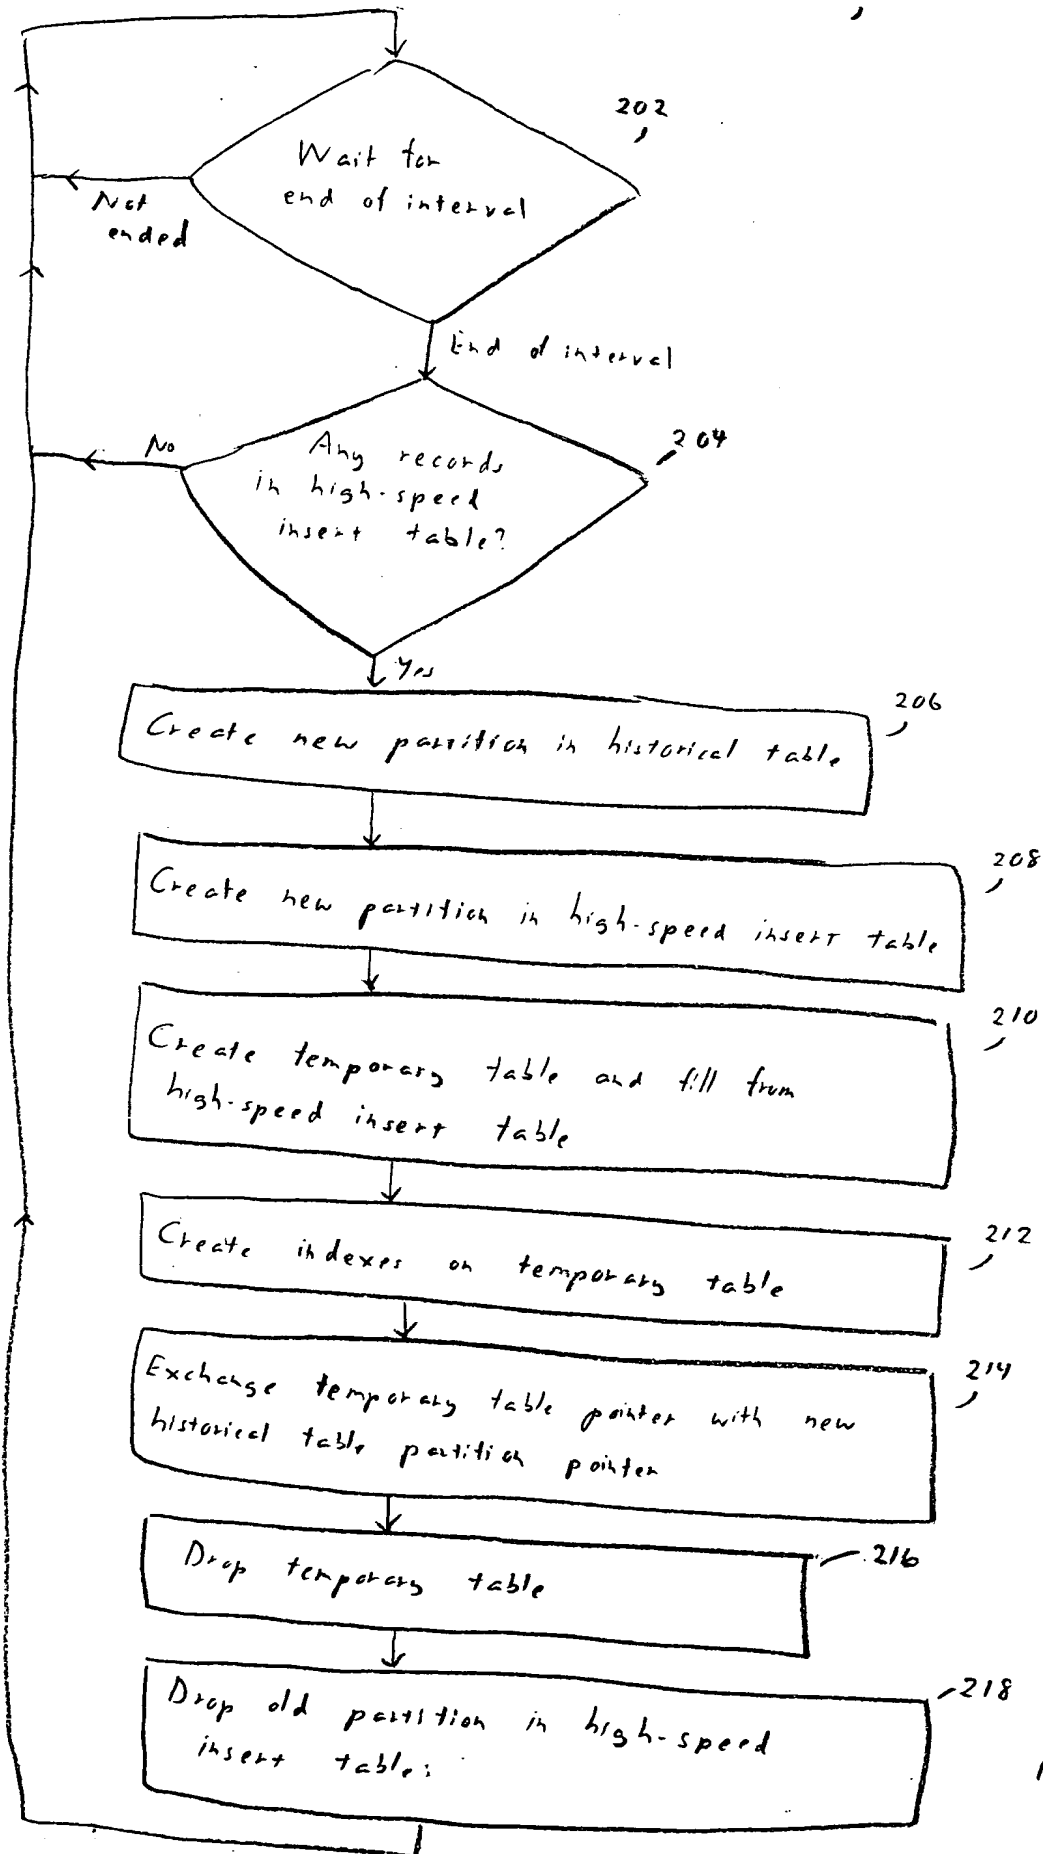 202
Wait for
end of interval
Not
ended
End of interval
204
No
Any records
in high-speed
insert table?
Yes
206
Create new partition in historical table
208
Create new partition in high-speed insert table
210
Create temporary table and fill from
high-speed insert table
212
Create indexes on temporary table
214
Exchange temporary table pointer with new
historical table partition pointer
216
Drop temporary table
218
Drop old partition in high-speed
insert table: